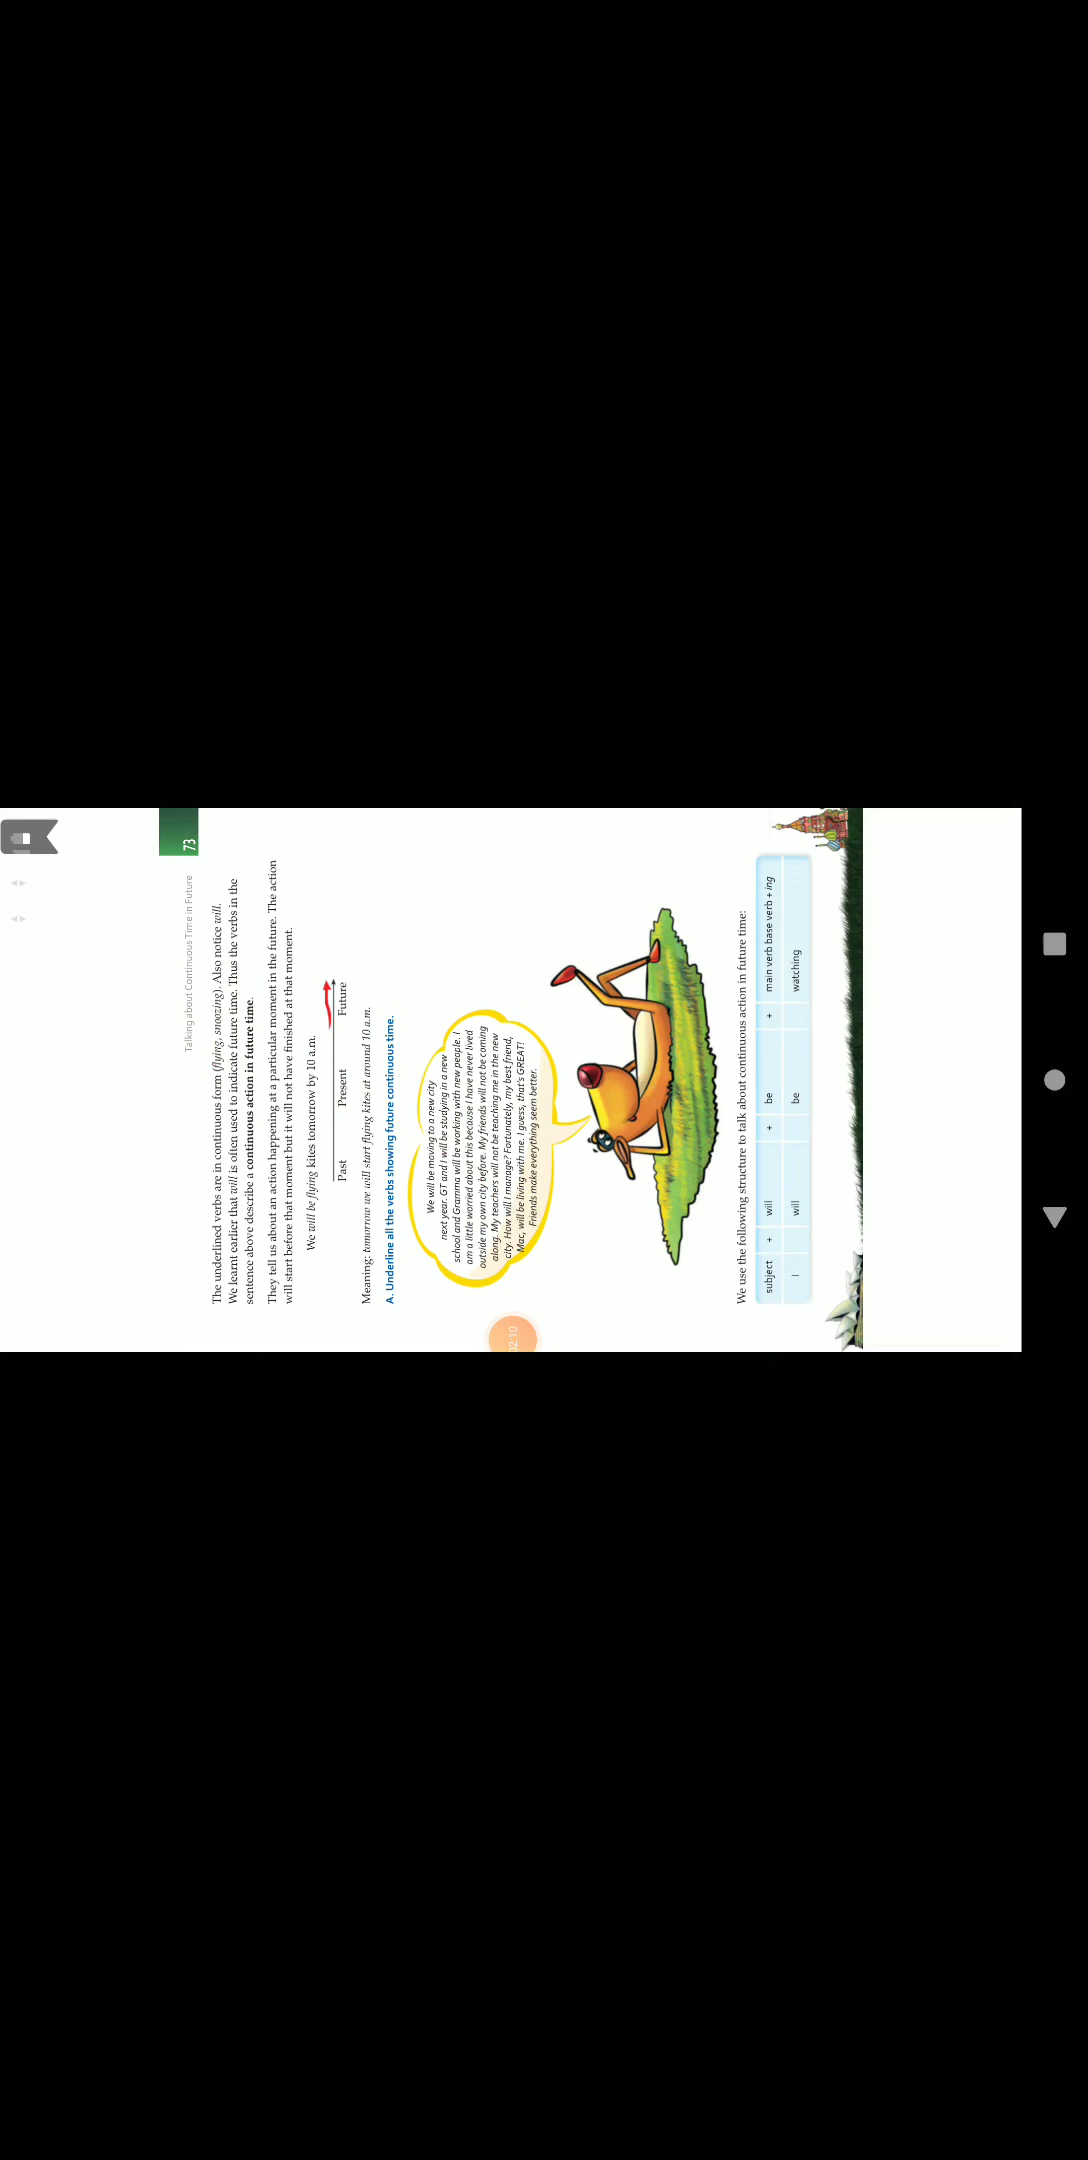 Talking about Continuous Time in Future 73
The underlined verbs are in continuous form (flying, snoozing). Also notice will.
We learnt earlier that will is often used to indicate future time. Thus the verbs in the
sentence above describe a continuous action in future time.
They tell us about an action happening at a particular moment in the future. The action
will start before that moment but it will not have finished at that moment.
We will be flying kites tomorrow by 10 a.m.
Past Present Future
Meaning: tomorrow we will start flying kites at around 10 a.m.
A. Underline all the verbs showing future continuous time.
We will be moving to a new city
next year. GT and I will be studying in a new
school and Gramma will be working with new people. I
am a little worried about this because I have never lived
outside my own city before. My friends will not be coming
along. My teachers will not be teaching me in the new
city. How will I manage? Fortunately, my best friend,
Mac, will be living with me. I guess, that's GREAT!
Friends make everything seem better.
02:10
We use the following structure to talk about continuous action in future time:
subject + will + be + main verb base verb + ing
I will be watching